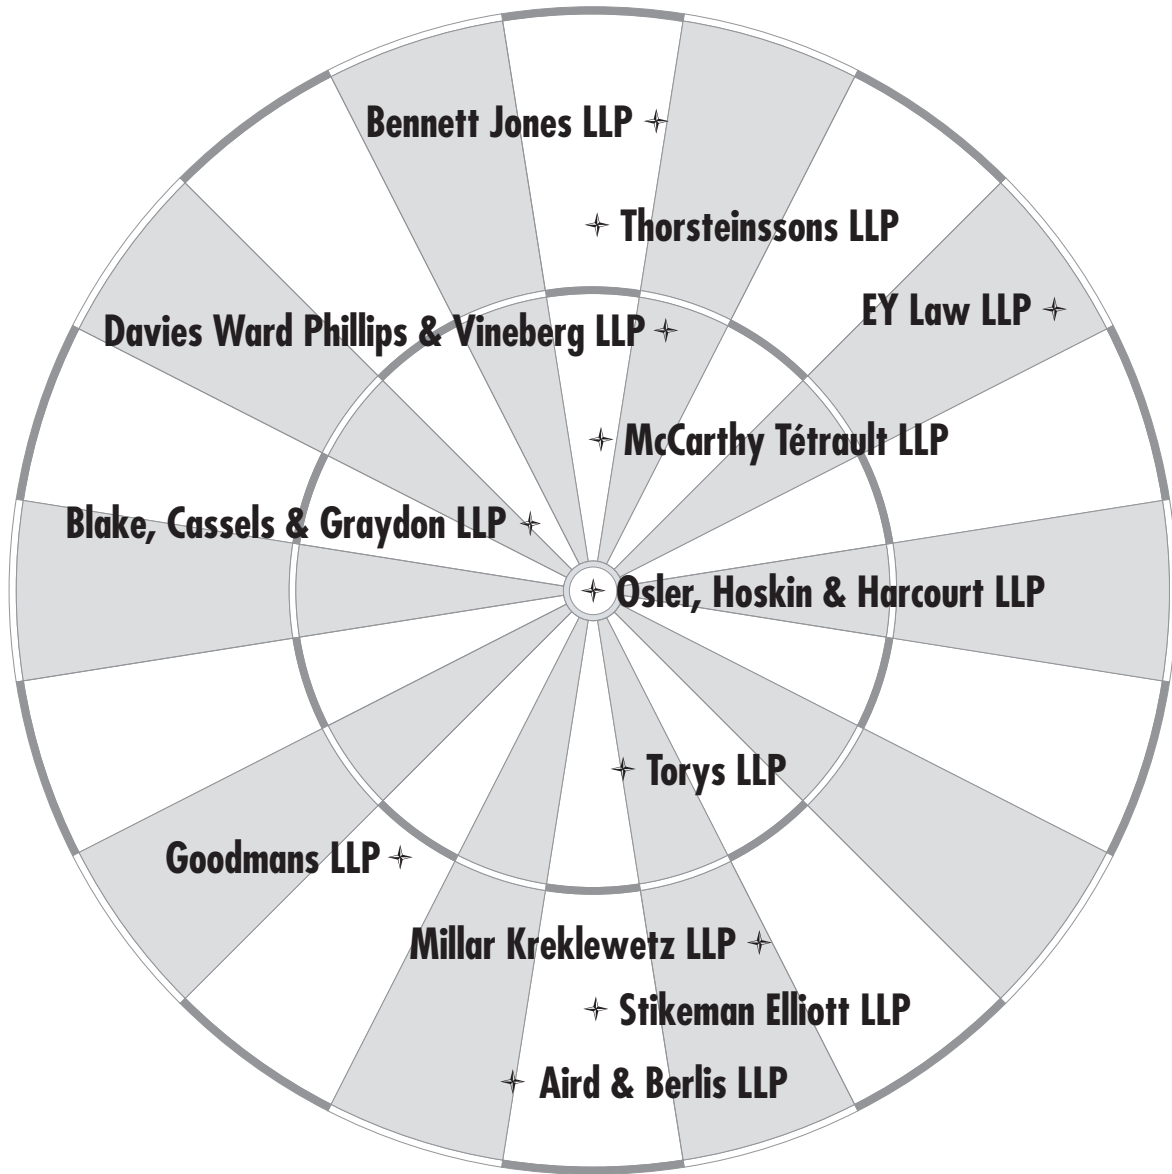 Bennett Jones LLP
Thorsteinssons LLP
EY Law LLP
Davies Ward Phillips & Vineberg LLP
McCarthy Tétrault LLP
Blake, Cassels & Graydon LLP
Osler, Hoskin & Harcourt LLP
Torys LLP
Goodmans LLP
Millar Kreklewetz LLP
Stikeman Elliott LLP
Aird & Berlis LLP